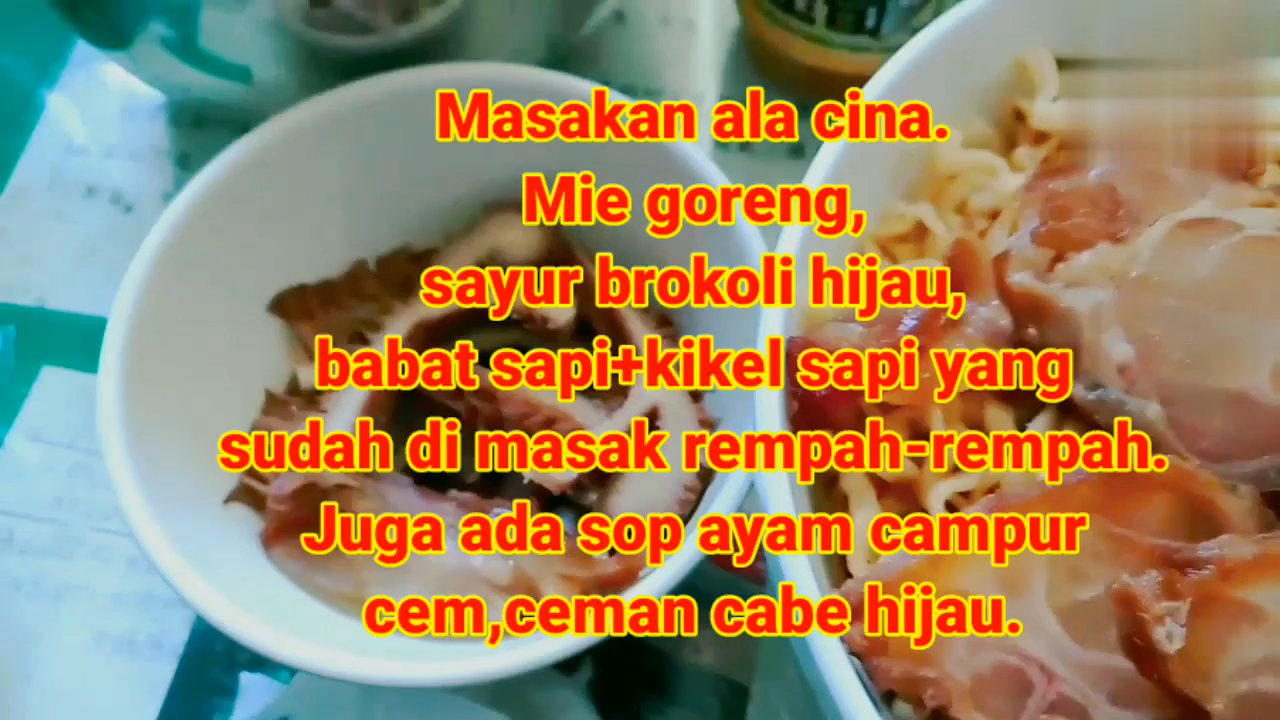 Masakan ala cina.
Mie goreng,
sayur brokoli hijau,
babat sapi+kikel sapi yang
sudah di masak rempah-rempah.
Juga ada sop ayam campur
cem,ceman cabe hijau.